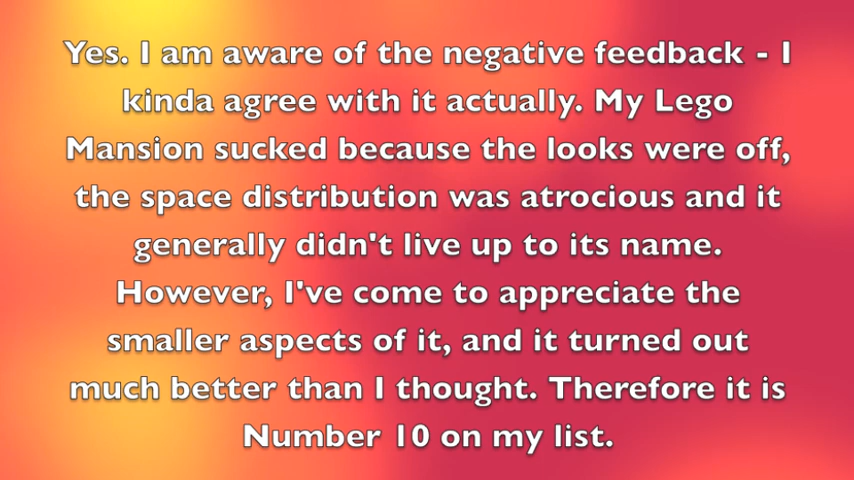 Yes. I am aware of the negative feedback - I
kinda agree with it actually. My Lego
Mansion sucked because the looks were off,
the space distribution was atrocious and it
generally didn't live up to its name.
However, I've come to appreciate the
smaller aspects of it, and it turned out
much better than I thought. Therefore it is
Number 10 on my list.